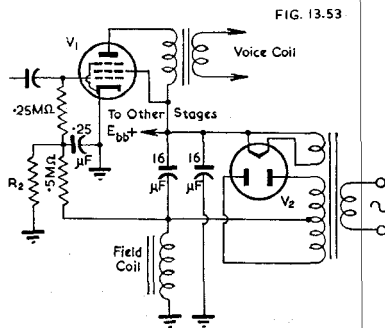 FIG. 13.53
V1
Voice Coil
.25MΩ
To Other Stages
.25
μF
Ebb+
16
μF
16
μF
R2
.5MΩ
V2
Field
Coil